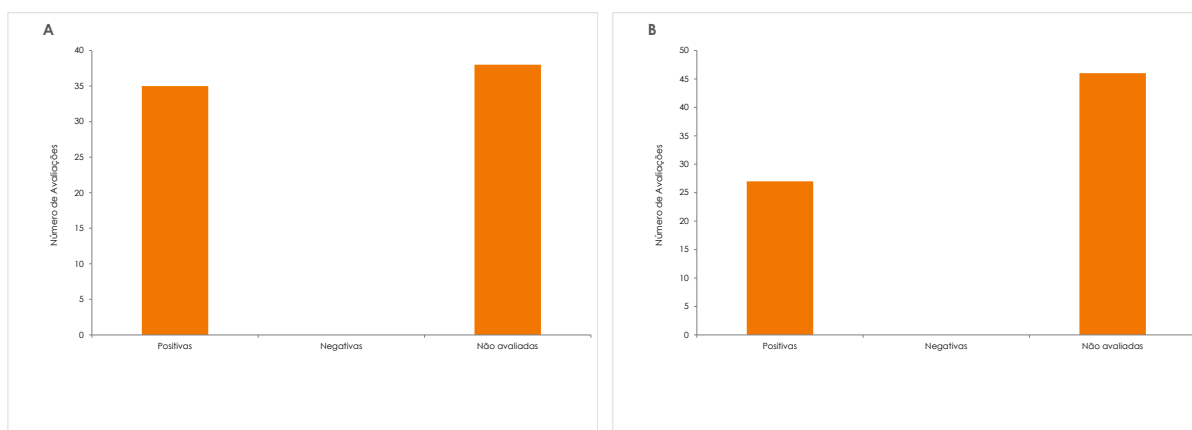 A
40
35
30
25
20
15
10
5
0
Número de Avaliações
Positivas
Negativas
Não avaliadas
B
50
45
40
35
30
25
20
15
10
5
0
Número de Avaliações
Positivas
Negativas
Não avaliadas